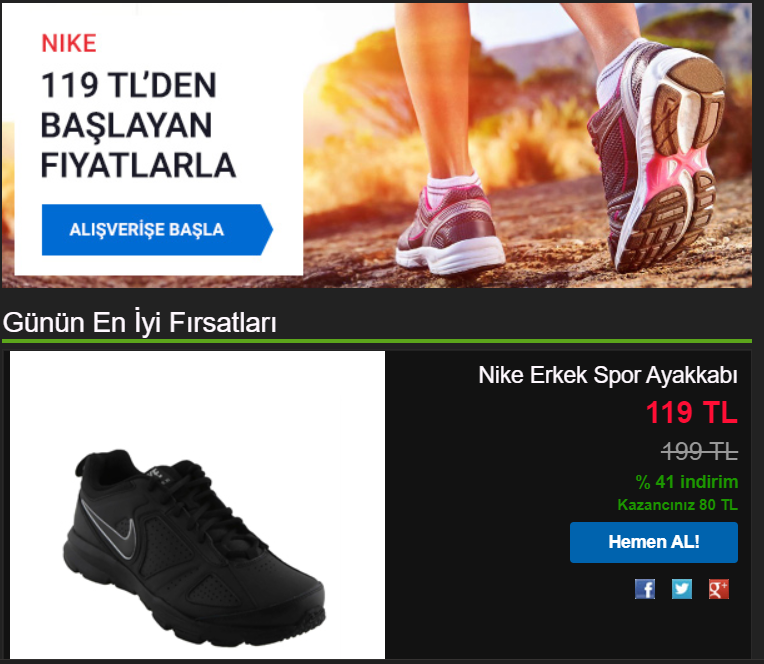 NIKE
119 TL’DEN
BAŞLAYAN
FIYATLARLA
ALIŞVERİŞE BAŞLA
Günün En İyi Fırsatları
Nike Erkek Spor Ayakkabı
119 TL
199 TL
% 41 indirim
Kazancınız 80 TL
Hemen AL!